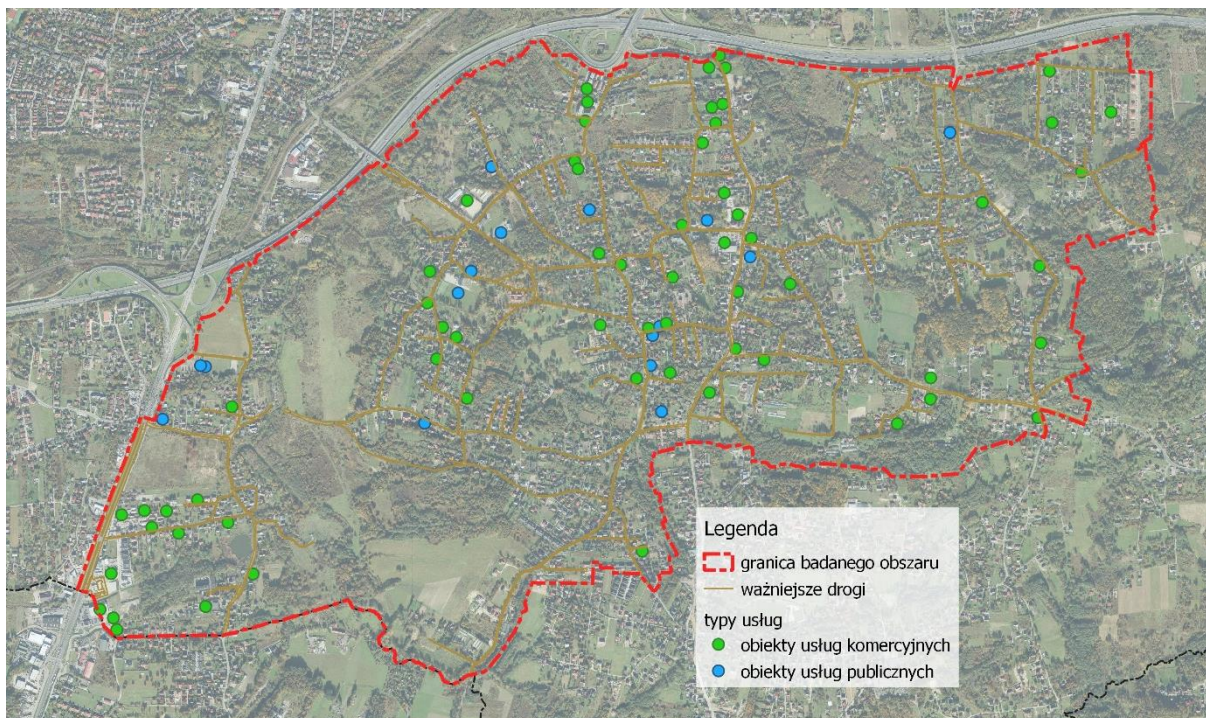 Legenda
granica badanego obszaru
ważniejsze drogi
typy usług
obiekty usług komercyjnych
obiekty usług publicznych